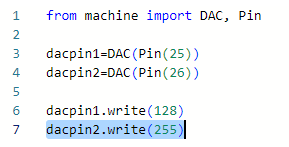 1 from machine import DAC, Pin
2
3 dacpin1=DAC(Pin(25))
4 dacpin2=DAC(Pin(26))
5
6 dacpin1.write(128)
7 dacpin2.write(255)